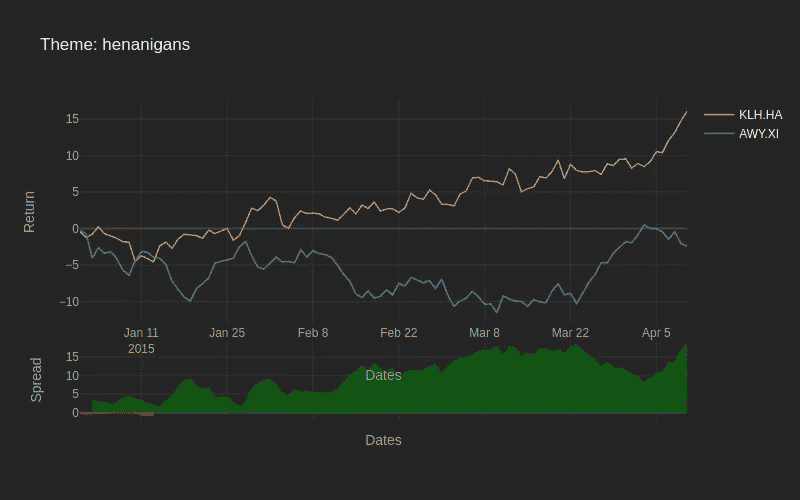 Theme: henanigans
KLH.HA
AWY.XI
Return
15
10
5
0
−5
−10
Jan 11
2015
Jan 25
Feb 8
Feb 22
Mar 8
Mar 22
Apr 5
Dates
Spread
15
10
5
0
Dates